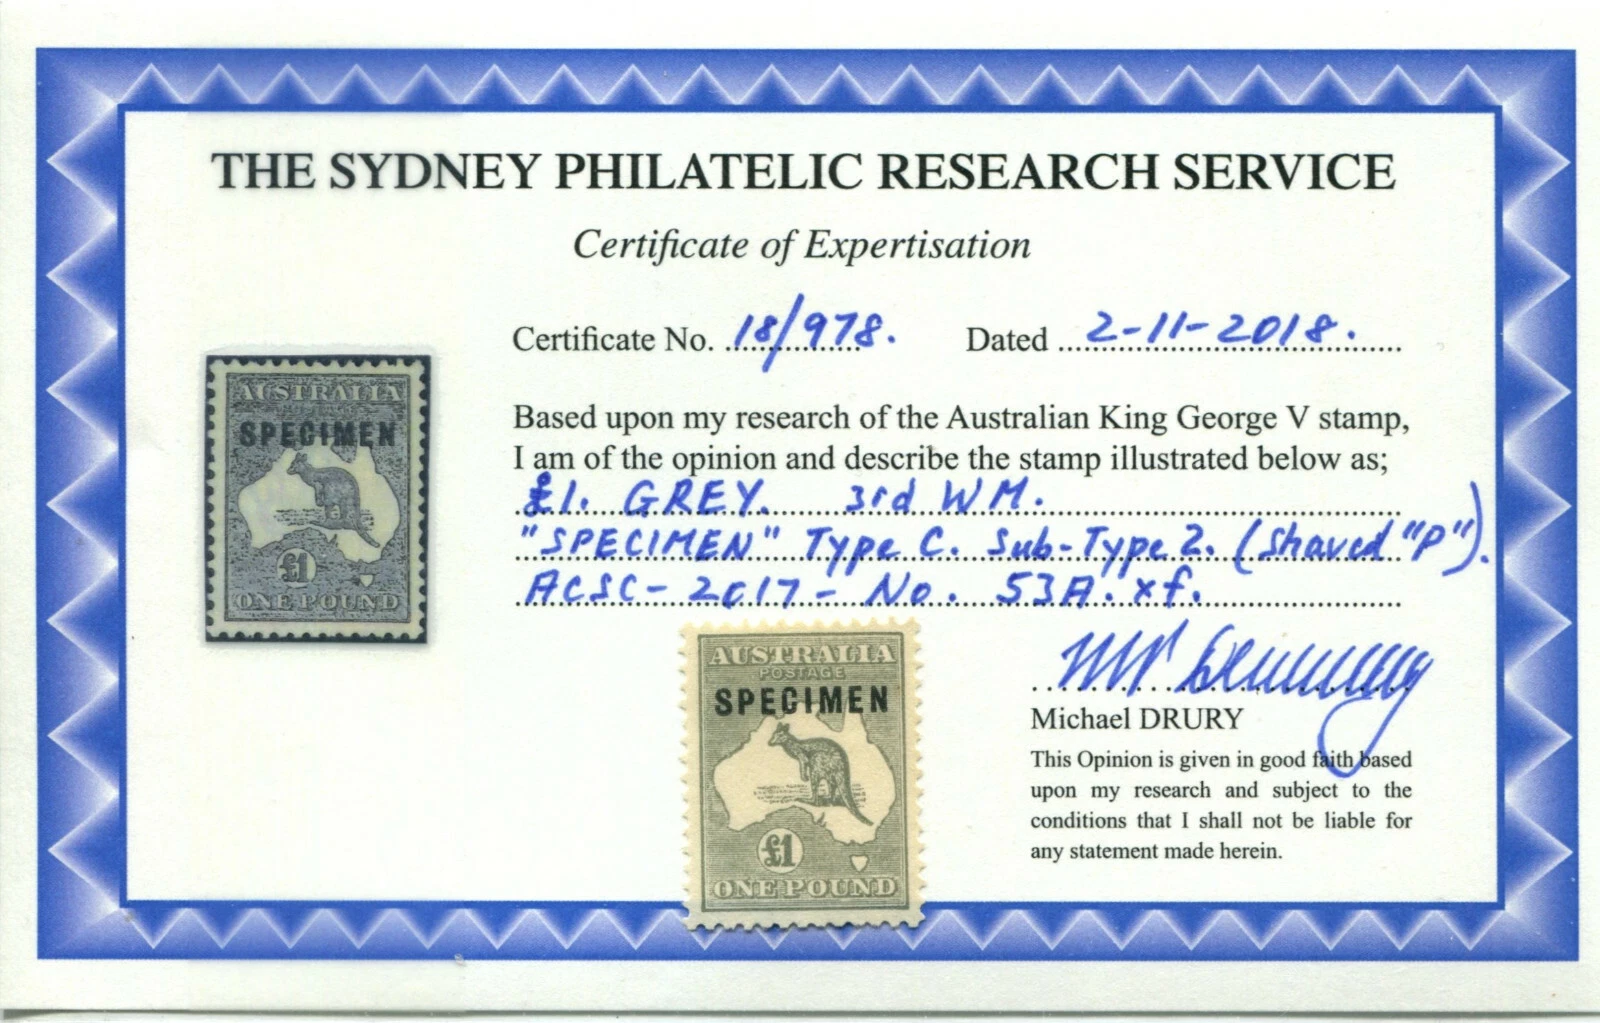 THE SYDNEY PHILATELIC RESEARCH SERVICE
Certificate of Expertisation
Certificate No. 18/978. Dated 2-11-2018.
Based upon my research of the Australian King George V stamp,
I am of the opinion and describe the stamp illustrated below as;
£1. GREY. 3rd WM.
"SPECIMEN" Type C. Sub-Type 2. (Shaved "P").
ACSC-2017- No. 53A.xf.
AUSTRALIA
SPECIMEN
£1
ONE POUND
AUSTRALIA
POSTAGE
SPECIMEN
£1
ONE POUND
Michael DRURY
This Opinion is given in good faith based
upon my research and subject to the
conditions that I shall not be liable for
any statement made herein.